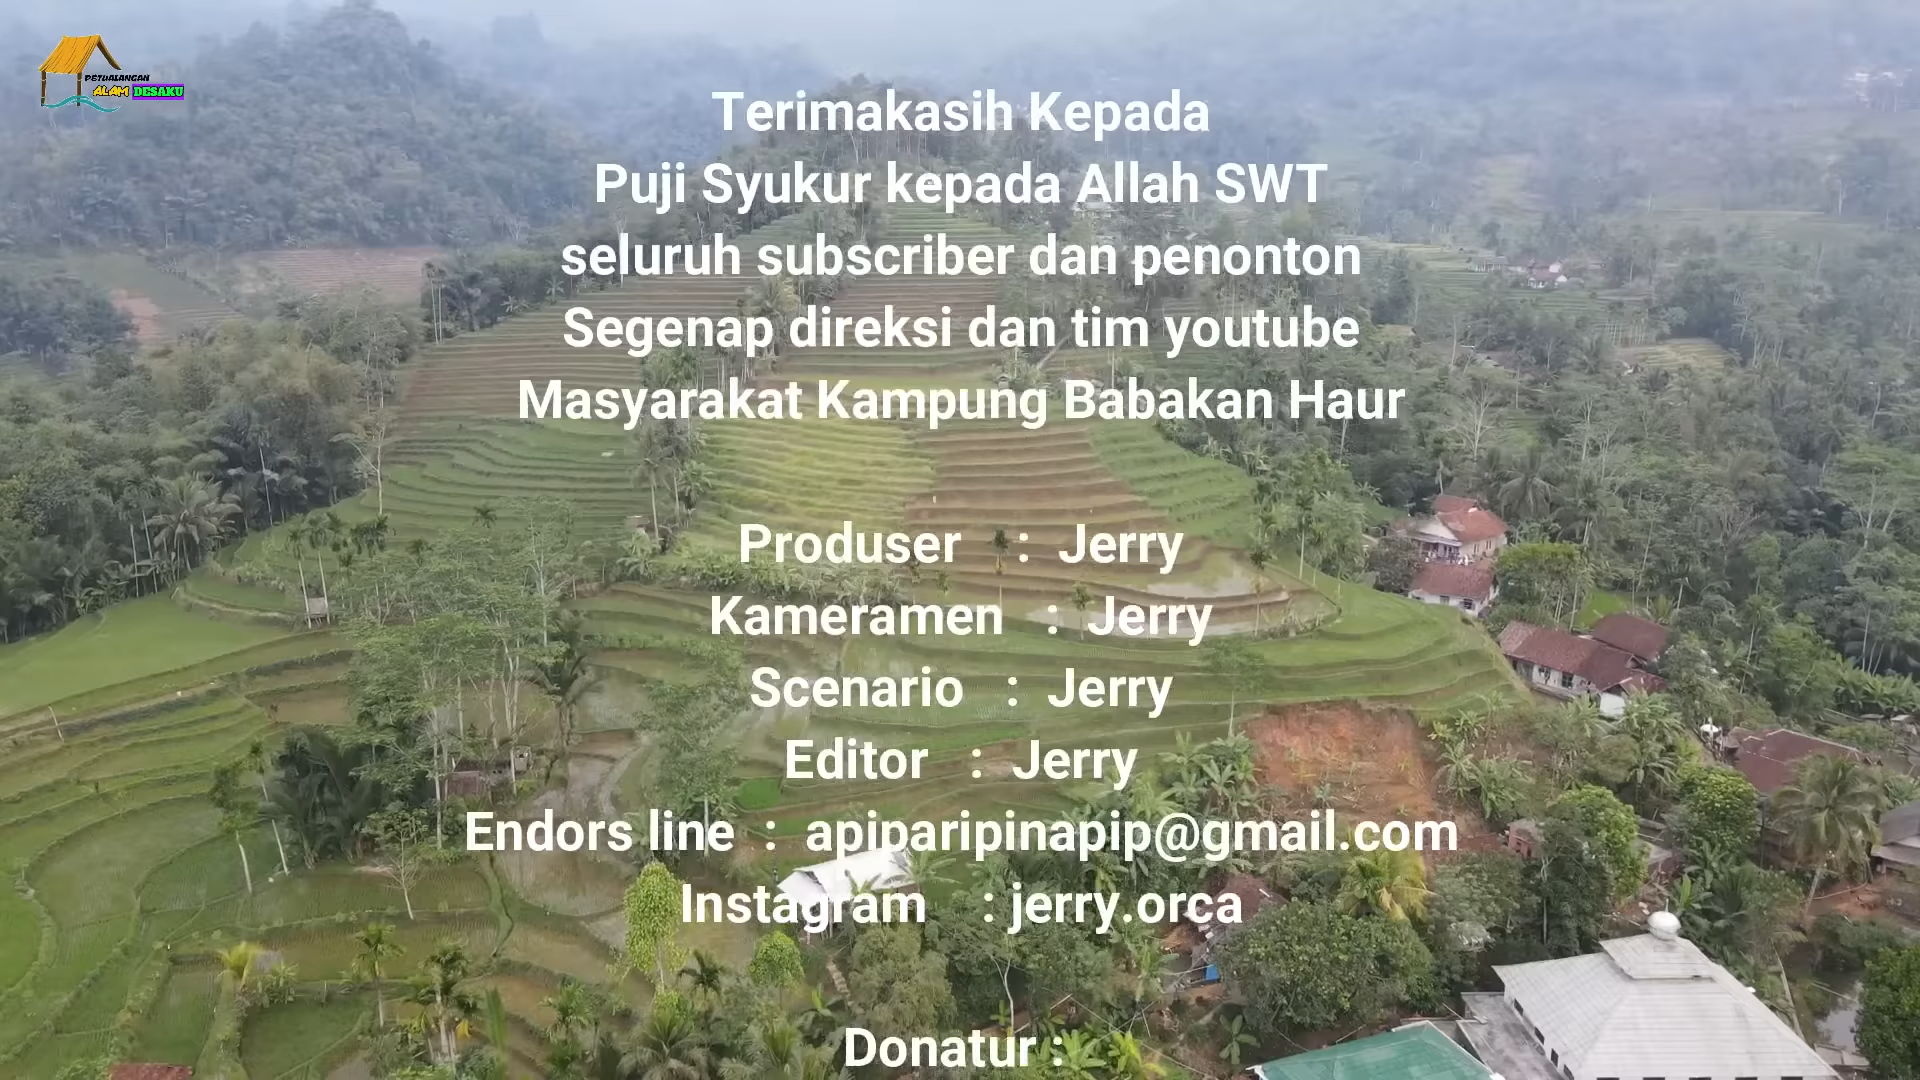 PETUALANGAN
ALAM DESAKU
Terimakasih Kepada
Puji Syukur kepada Allah SWT
seluruh subscriber dan penonton
Segenap direksi dan tim youtube
Masyarakat Kampung Babakan Haur
Produser : Jerry
Kameramen : Jerry
Scenario : Jerry
Editor : Jerry
Endors line : apiparipinapip@gmail.com
Instagram : jerry.orca
Donatur :